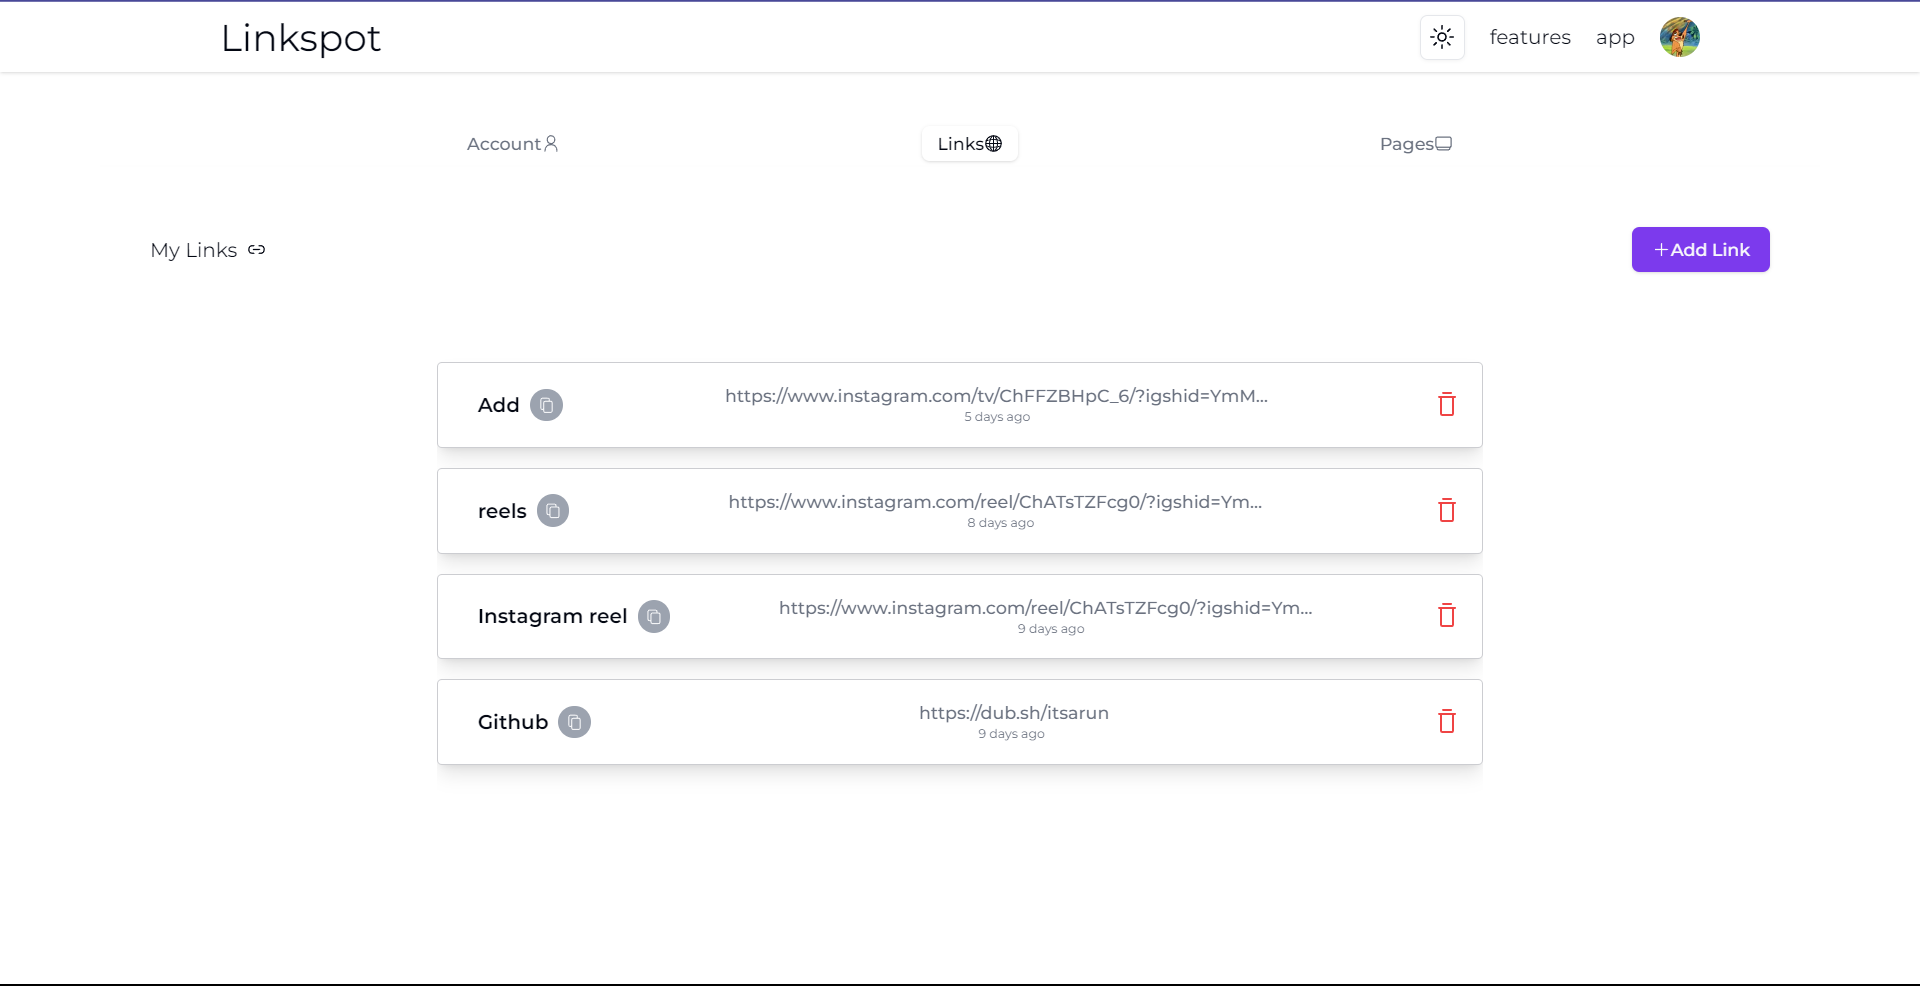 Linkspot
features app
Account Links Pages
My Links
+Add Link
Add
https://www.instagram.com/tv/ChFFZBHpC_6/?igshid=YmM...
5 days ago
reels
https://www.instagram.com/reel/ChATsTZFcg0/?igshid=Ym...
8 days ago
Instagram reel
https://www.instagram.com/reel/ChATsTZFcg0/?igshid=Ym...
9 days ago
Github
https://dub.sh/itsarun
9 days ago